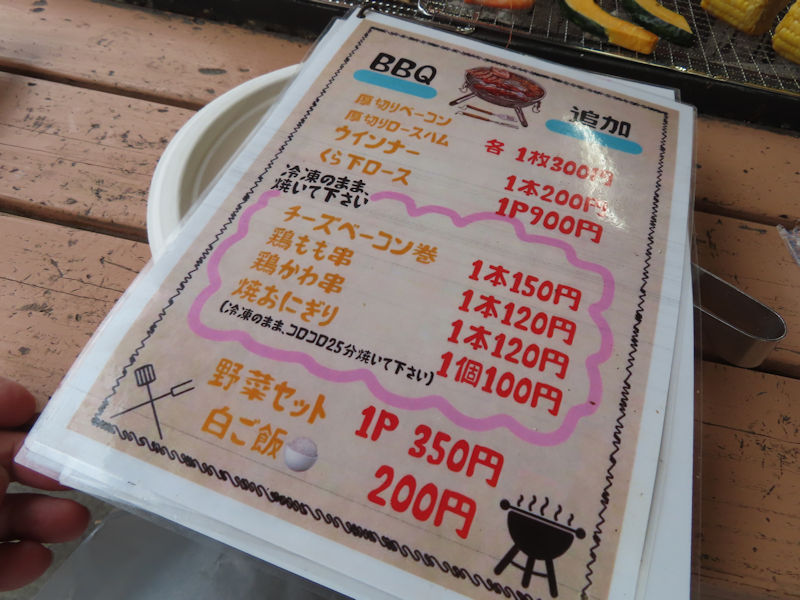 BBQ 追加
厚切りベーコン
厚切りロースハム 各 1枚300円
ウインナー 1本200円
くら下ロース 1P900円
冷凍のまま、
焼いて下さい
チーズベーコン巻 1本150円
鶏もも串 1本120円
鶏かわ串 1本120円
焼おにぎり 1個100円
(冷凍のまま、コロコロ25分焼いて下さい)
野菜セット 1P 350円
白ご飯 200円